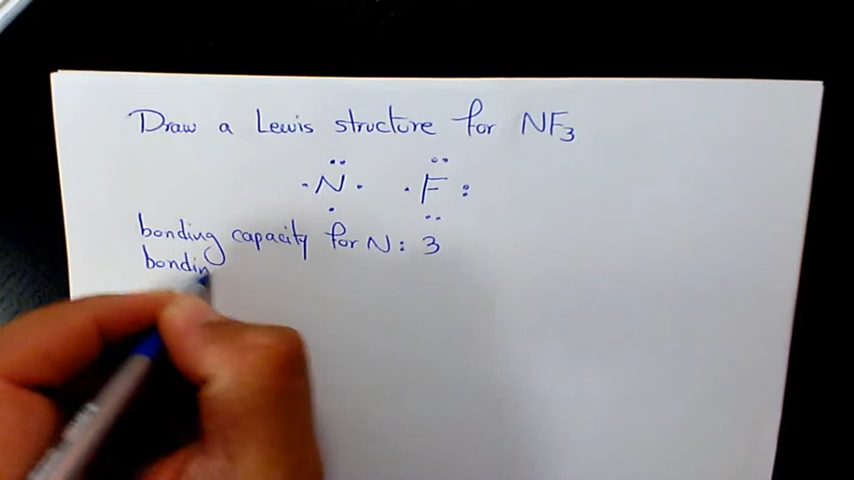 Draw a Lewis structure for NF₃
N F
bonding capacity for N: 3
bondin